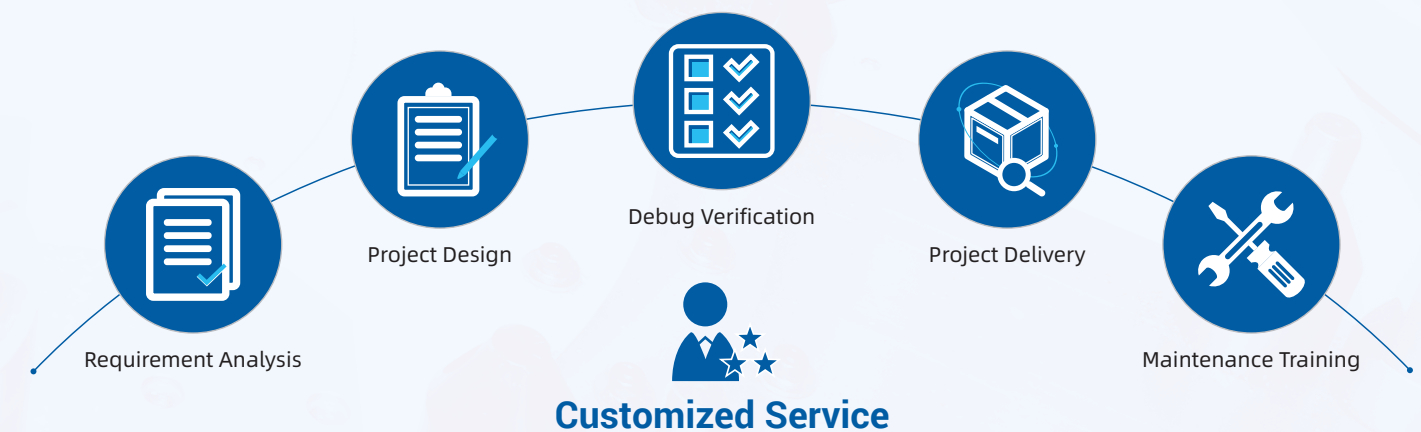 Requirement Analysis
Project Design
Debug Verification
Project Delivery
Maintenance Training
Customized Service